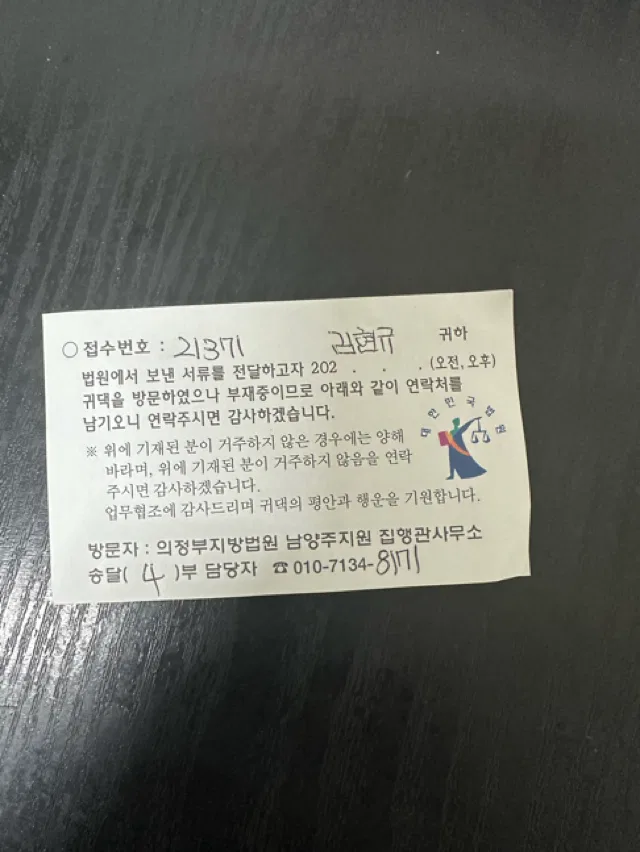 ○ 접수번호 : 21371 김현규 귀하
법원에서 보낸 서류를 전달하고자 202 . . . (오전, 오후)
귀댁을 방문하였으나 부재중이므로 아래와 같이 연락처를
남기오니 연락주시면 감사하겠습니다.
대한민국법원
※ 위에 기재된 분이 거주하지 않은 경우에는 양해
바라며, 위에 기재된 분이 거주하지 않음을 연락
주시면 감사하겠습니다.
업무협조에 감사드리며 귀댁의 평안과 행운을 기원합니다.
방문자 : 의정부지방법원 남양주지원 집행관사무소
송달( 4 )부 담당자 ☎ 010-7134-8171